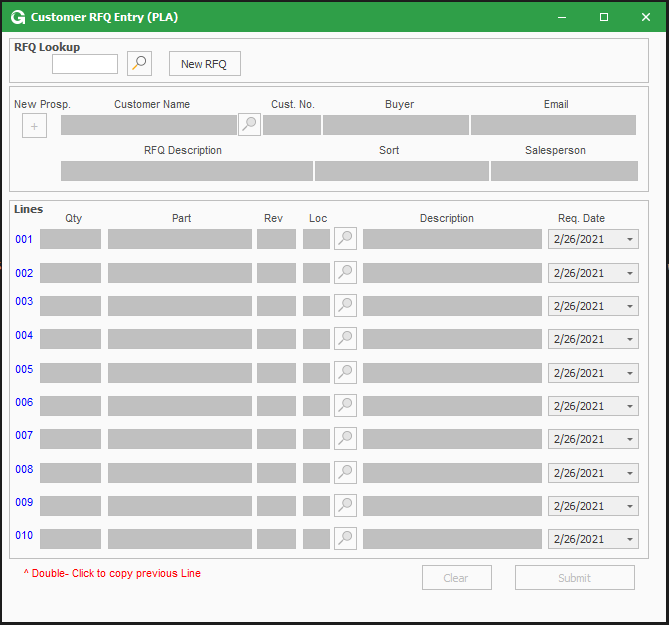 Customer RFQ Entry (PLA)
RFQ Lookup
New RFQ
New Prosp. Customer Name Cust. No. Buyer Email
+
RFQ Description Sort Salesperson
Lines
Qty Part Rev Loc Description Req. Date
001 2/26/2021
002 2/26/2021
003 2/26/2021
004 2/26/2021
005 2/26/2021
006 2/26/2021
007 2/26/2021
008 2/26/2021
009 2/26/2021
010 2/26/2021
^ Double- Click to copy previous Line
Clear Submit